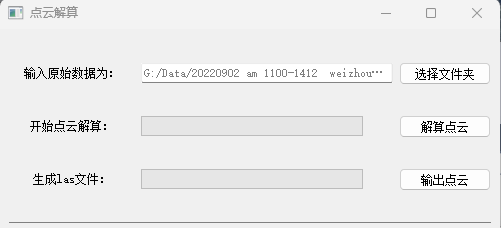 点云解算
输入原始数据为： G:/Data/20220902 am 1100-1412  weizhou… 选择文件夹
开始点云解算： 解算点云
生成las文件： 输出点云